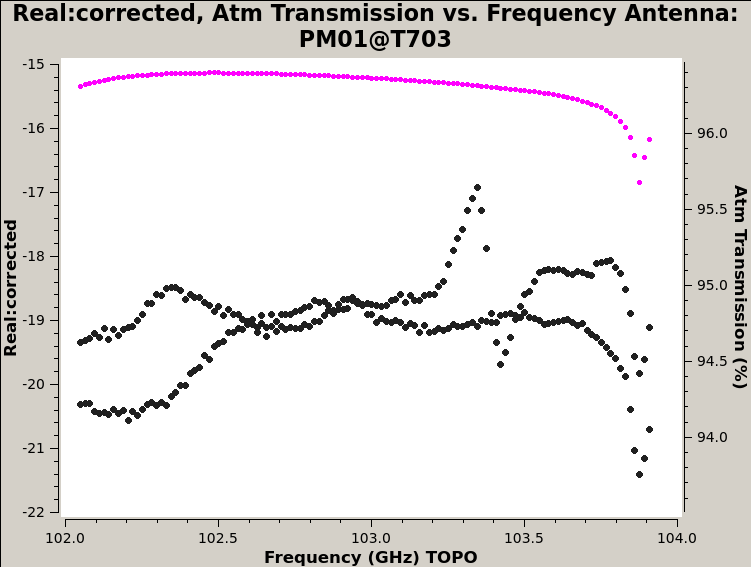 Real:corrected, Atm Transmission vs. Frequency Antenna:
PM01@T703
-15
-16
-17
-18
-19
-20
-21
-22
Real:corrected
96.0
95.5
95.0
94.5
94.0
Atm Transmission (%)
102.0 102.5 103.0 103.5 104.0
Frequency (GHz) TOPO